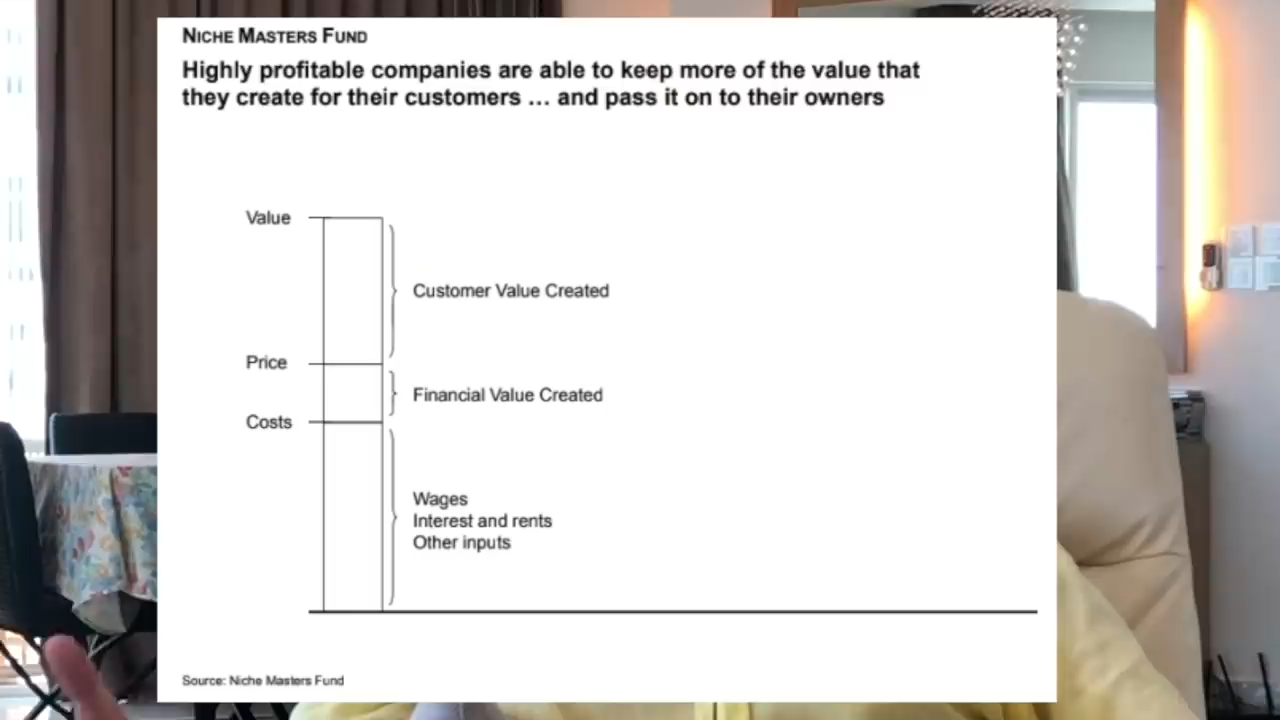 NICHE MASTERS FUND
Highly profitable companies are able to keep more of the value that
they create for their customers ... and pass it on to their owners
Value
Customer Value Created
Price
Financial Value Created
Costs
Wages
Interest and rents
Other inputs
Source: Niche Masters Fund